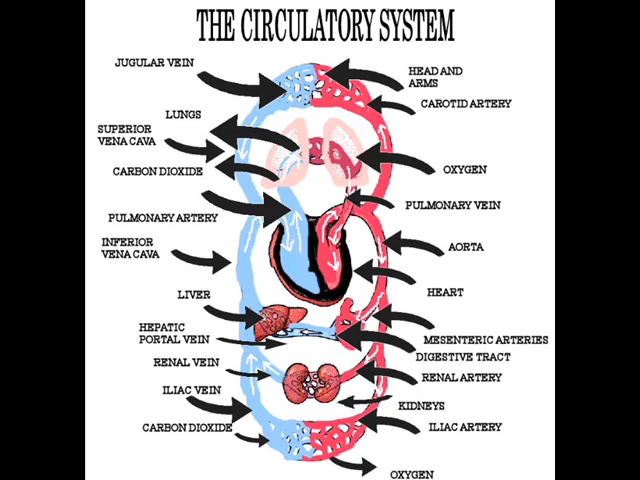 THE CIRCULATORY SYSTEM
JUGULAR VEIN
HEAD AND
ARMS
CAROTID ARTERY
LUNGS
SUPERIOR
VENA CAVA
CARBON DIOXIDE
OXYGEN
PULMONARY VEIN
PULMONARY ARTERY
INFERIOR
VENA CAVA
AORTA
HEART
LIVER
HEPATIC
PORTAL VEIN
MESENTERIC ARTERIES
DIGESTIVE TRACT
RENAL VEIN
RENAL ARTERY
ILIAC VEIN
KIDNEYS
CARBON DIOXIDE
ILIAC ARTERY
OXYGEN